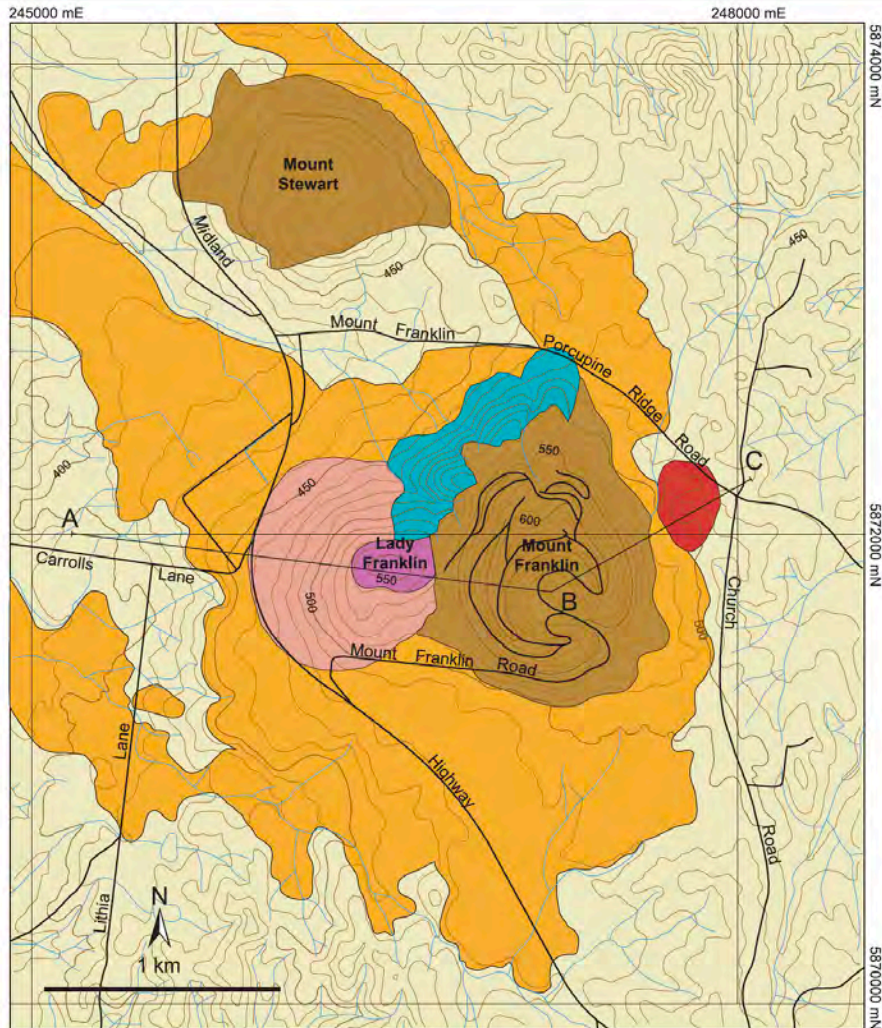 245000 mE
248000 mE
5874000 mN
Mount
Stewart
Midland
450
450
Mount Franklin
Porcupine
Ridge
Road
550
C
400
450
A
600
5872000 mN
Lady
Franklin
Mount
Franklin
Carrolls
Lane
550
B
500
Church
500
Mount Franklin Road
Lane
Highway
Road
N
Lithia
1 km
5870000 mN